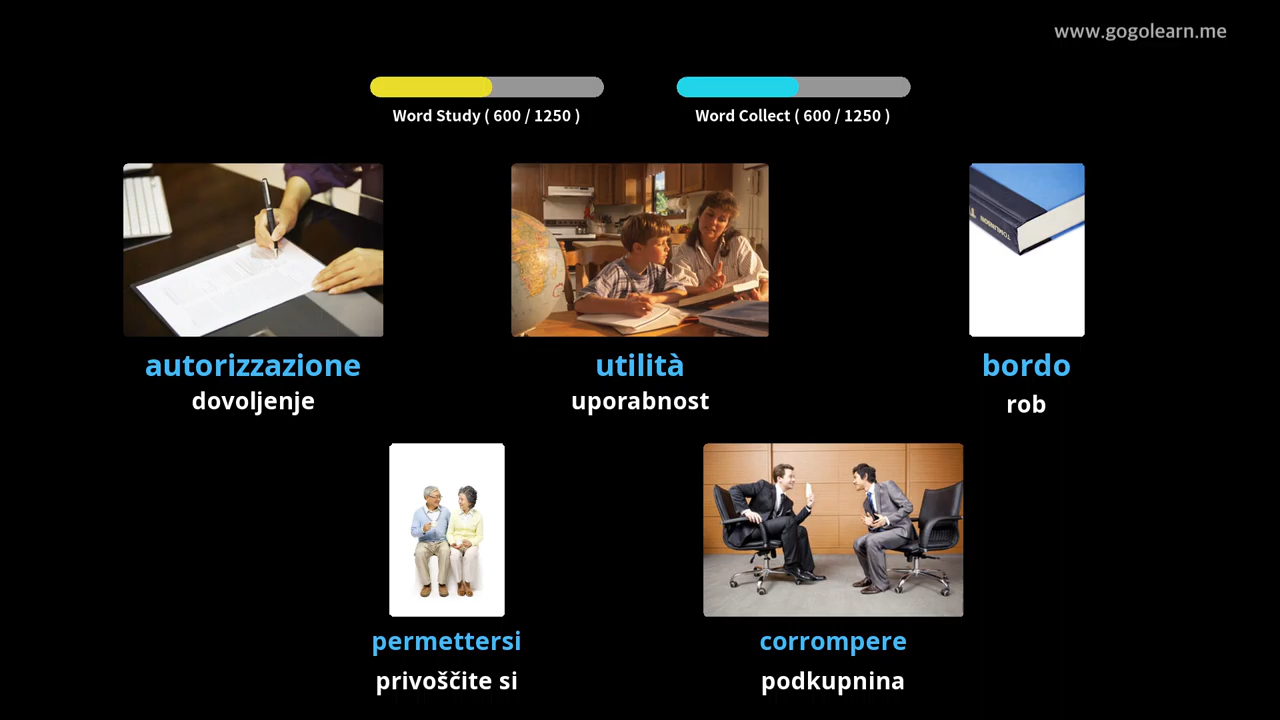 www.gogolearn.me
Word Study ( 600 / 1250 )
Word Collect ( 600 / 1250 )
TOMLINSON
autorizzazione
dovoljenje
utilità
uporabnost
bordo
rob
permettersi
privoščite si
corrompere
podkupnina